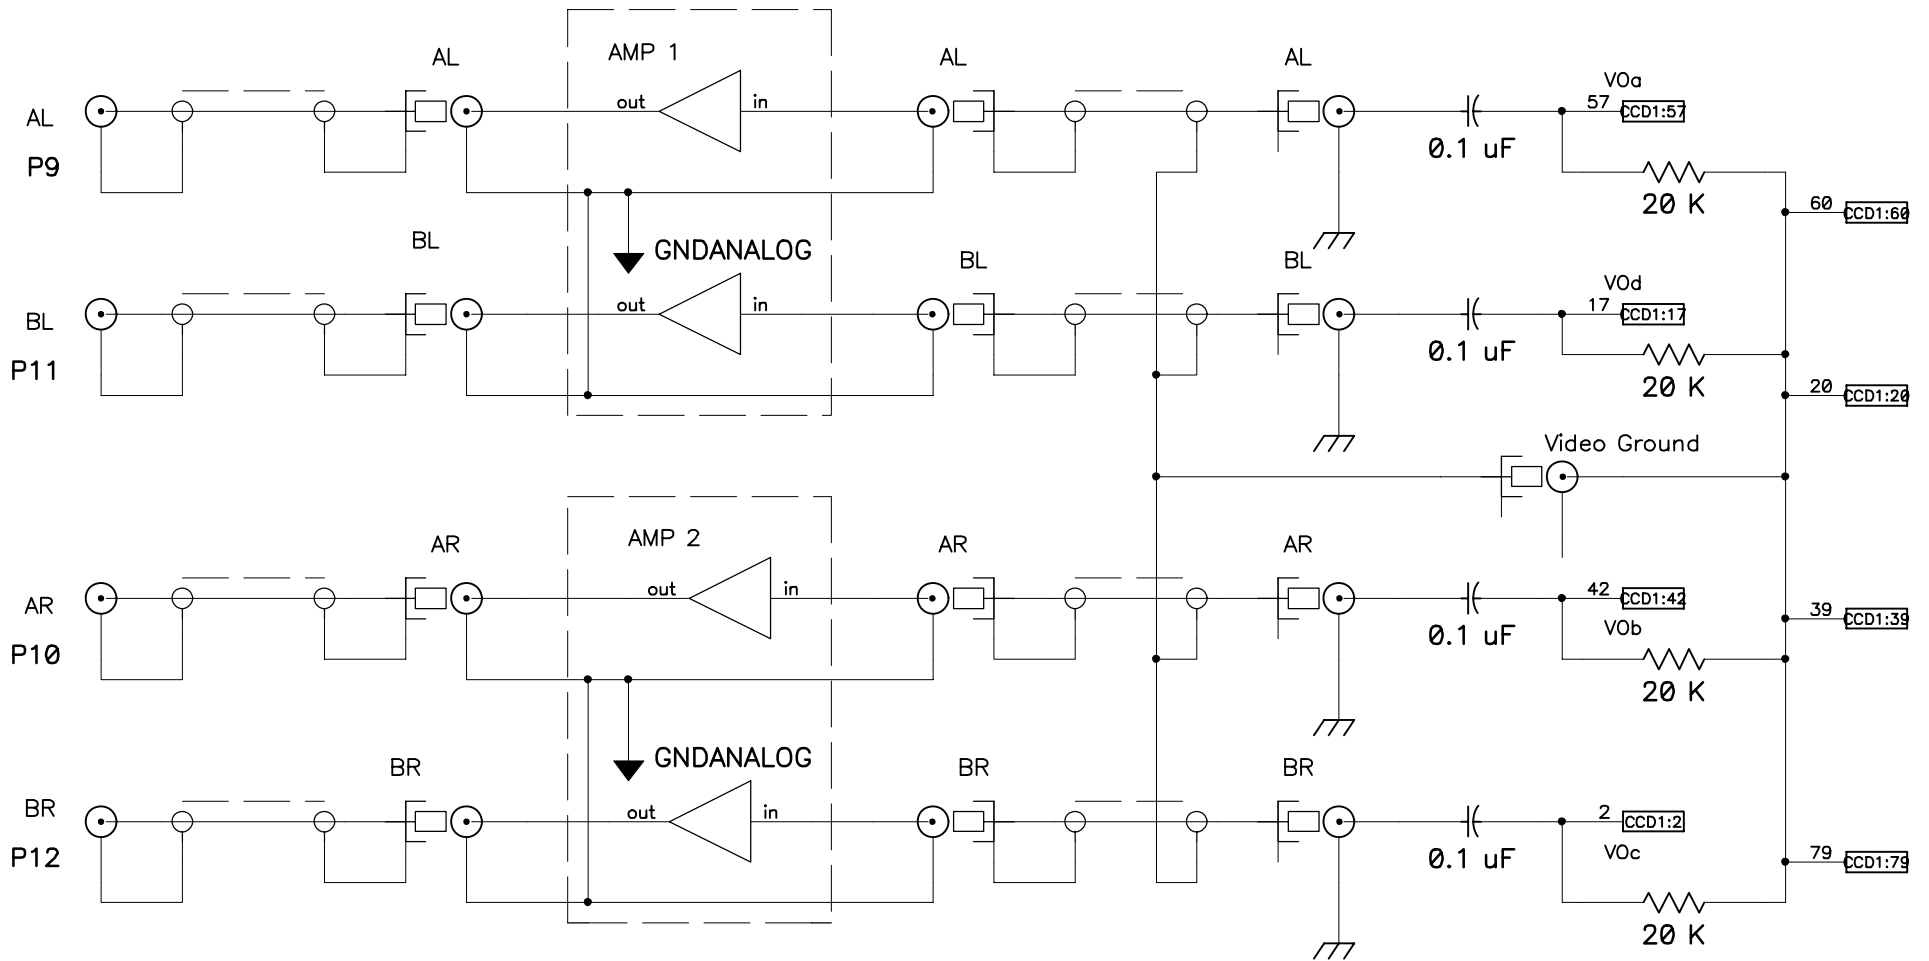 AMP 1
AL
AL
AL
VOa
out
in
57
CCD1:57
AL
0.1 uF
P9
20 K
60
CCD1:60
BL
GNDANALOG
BL
BL
VOd
out
in
17
CCD1:17
BL
0.1 uF
P11
20 K
20
CCD1:20
Video Ground
AMP 2
AR
AR
AR
out
in
42
CCD1:42
AR
39
CCD1:39
VOb
0.1 uF
P10
20 K
GNDANALOG
BR
BR
BR
BR
out
in
2
CCD1:2
P12
0.1 uF
VOc
79
CCD1:79
20 K